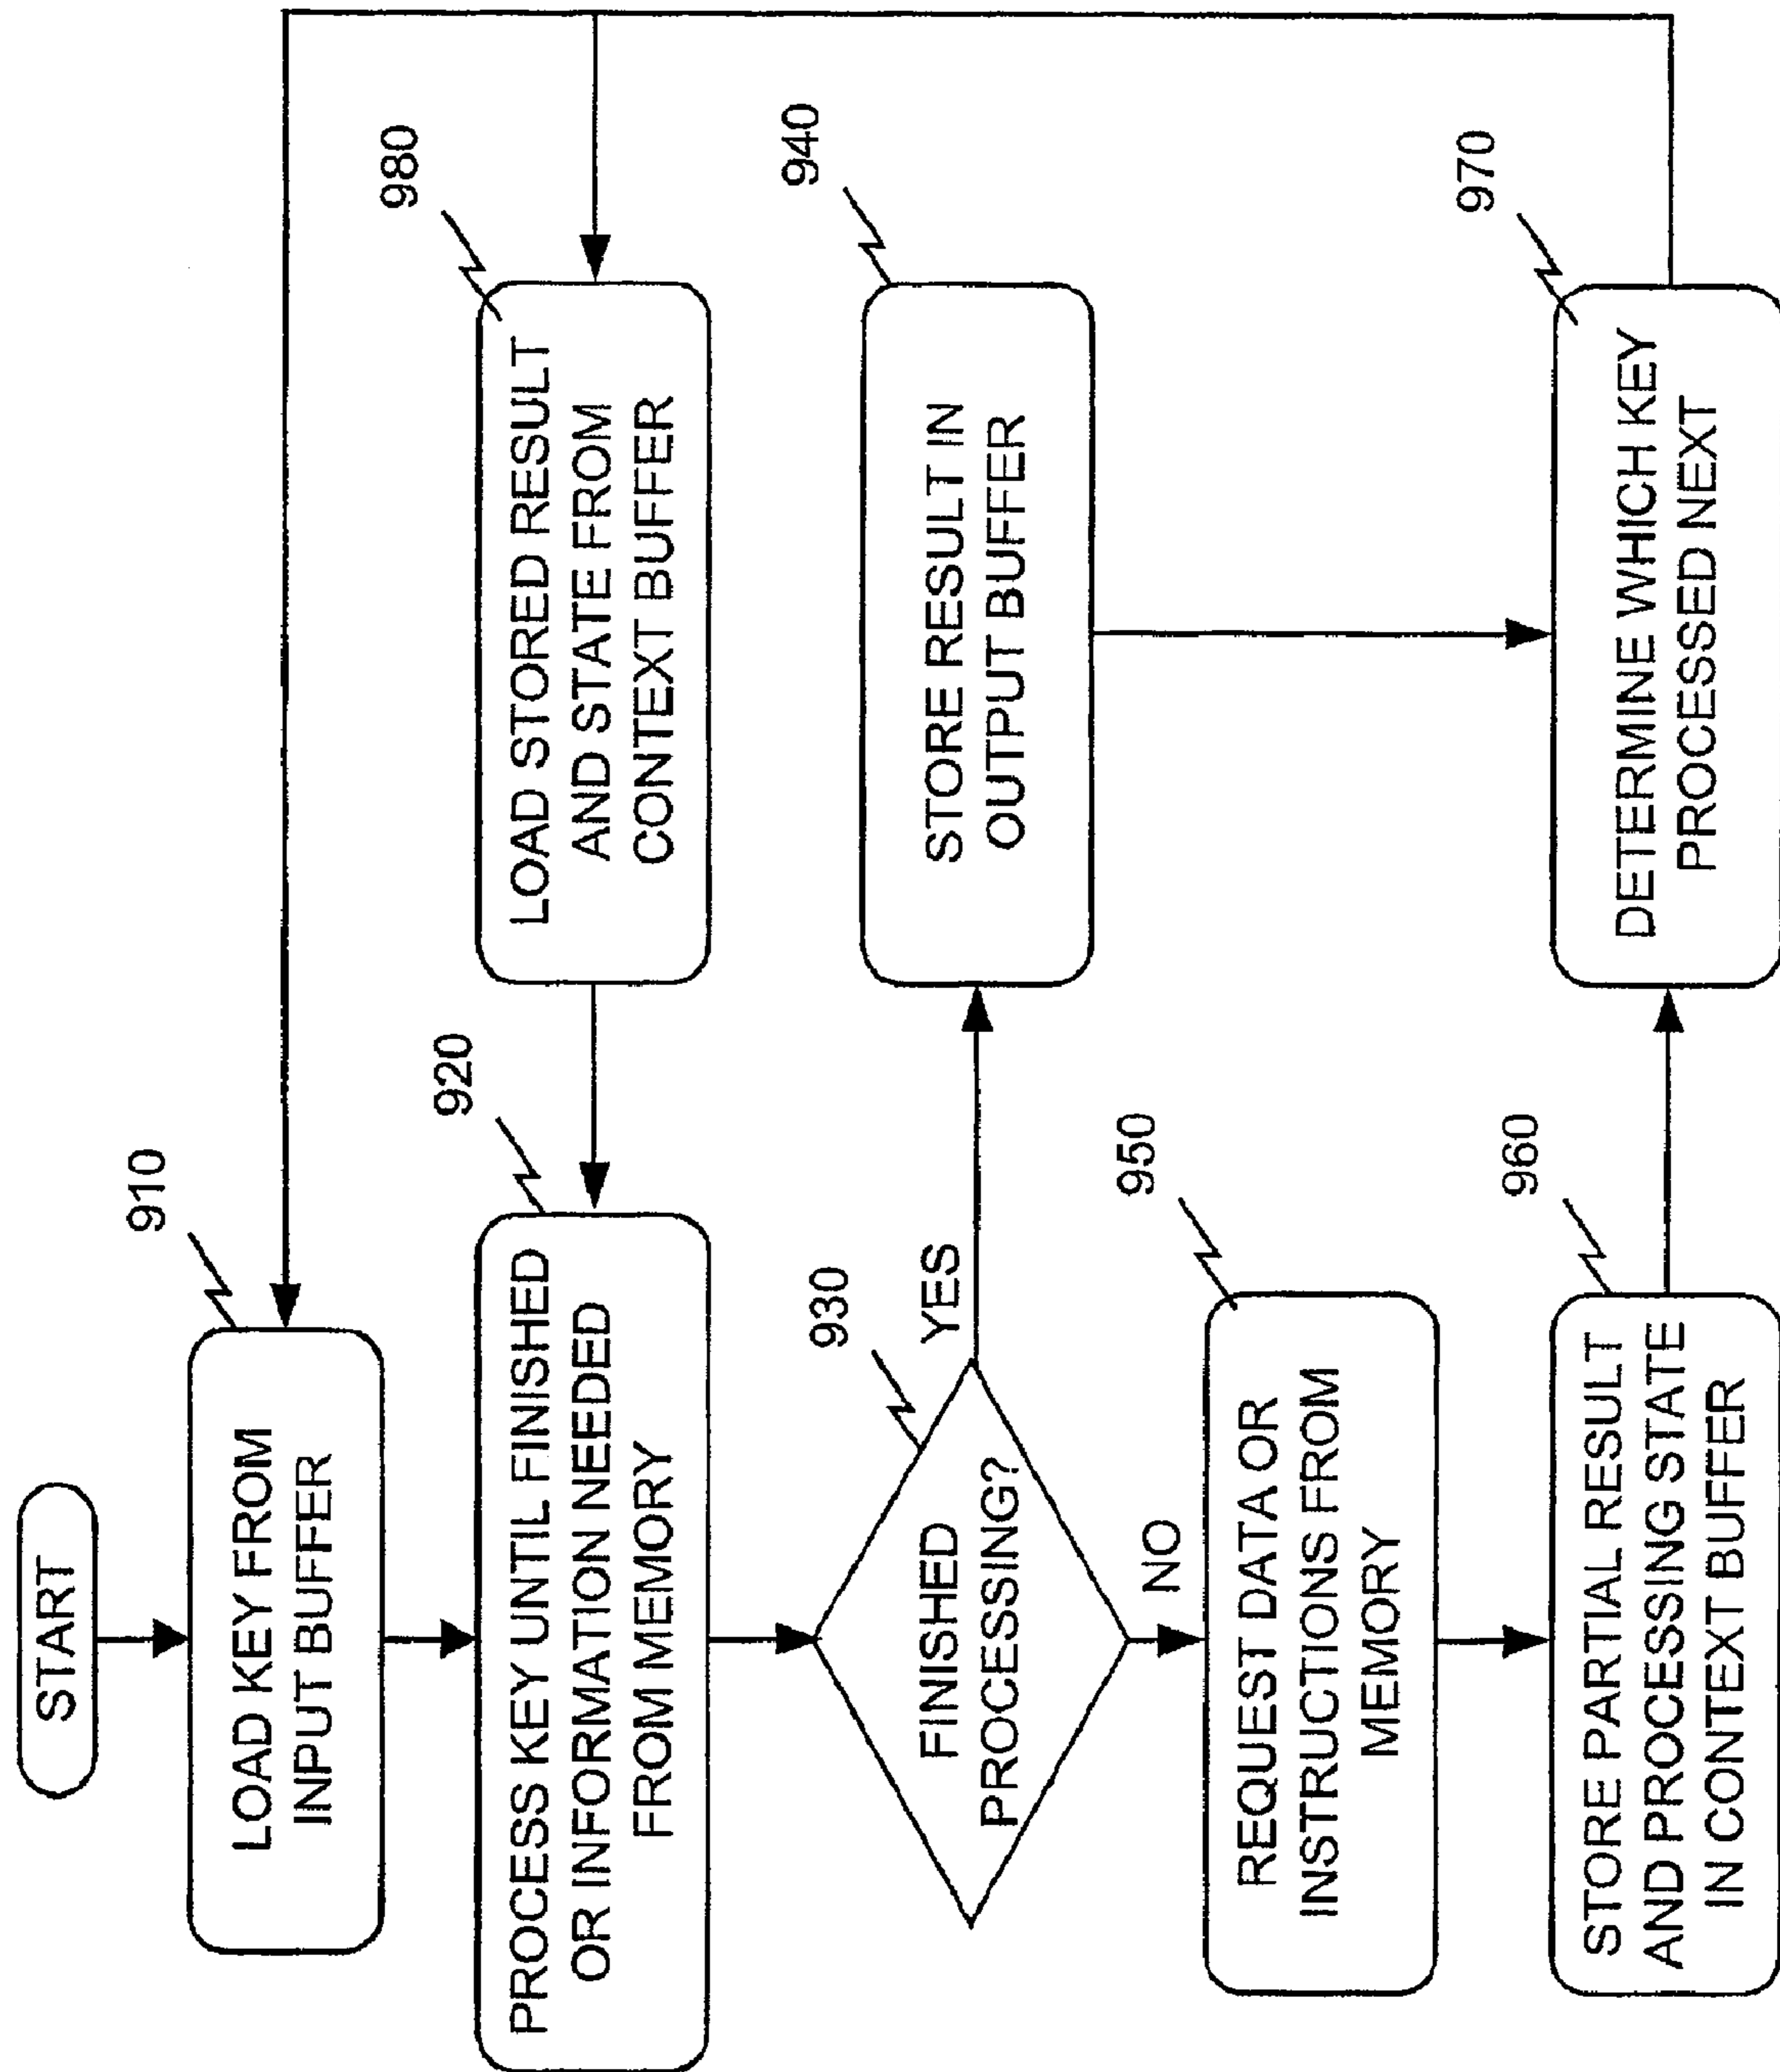 START
910
LOAD KEY FROM
INPUT BUFFER
920
PROCESS KEY UNTIL FINISHED
OR INFORMATION NEEDED
FROM MEMORY
980
LOAD STORED RESULT
AND STATE FROM
CONTEXT BUFFER
930
FINISHED
PROCESSING?
YES
NO
940
STORE RESULT IN
OUTPUT BUFFER
950
REQUEST DATA OR
INSTRUCTIONS FROM
MEMORY
960
STORE PARTIAL RESULT
AND PROCESSING STATE
IN CONTEXT BUFFER
970
DETERMINE WHICH KEY
PROCESSED NEXT